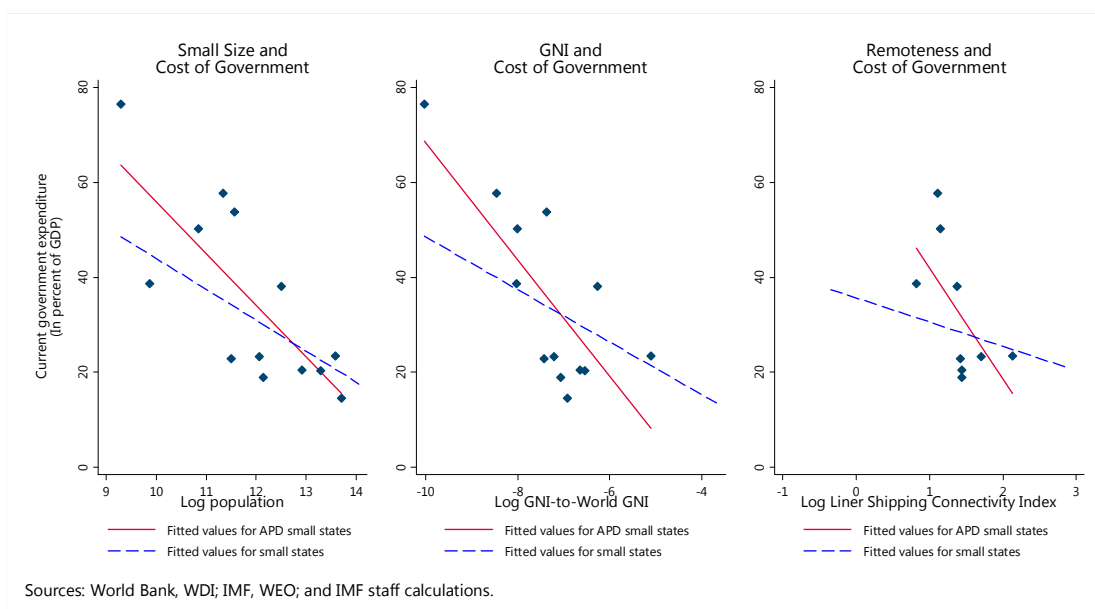 Small Size and
Cost of Government
GNI and
Cost of Government
Remoteness and
Cost of Government
Current government expenditure
(In percent of GDP)
80
60
40
20
0
80
60
40
20
0
80
60
40
20
0
9 10 11 12 13 14
Log population
-10 -8 -6 -4
Log GNI-to-World GNI
-1 0 1 2 3
Log Liner Shipping Connectivity Index
Fitted values for APD small states
Fitted values for small states
Fitted values for APD small states
Fitted values for small states
Fitted values for APD small states
Fitted values for small states
Sources: World Bank, WDI; IMF, WEO; and IMF staff calculations.